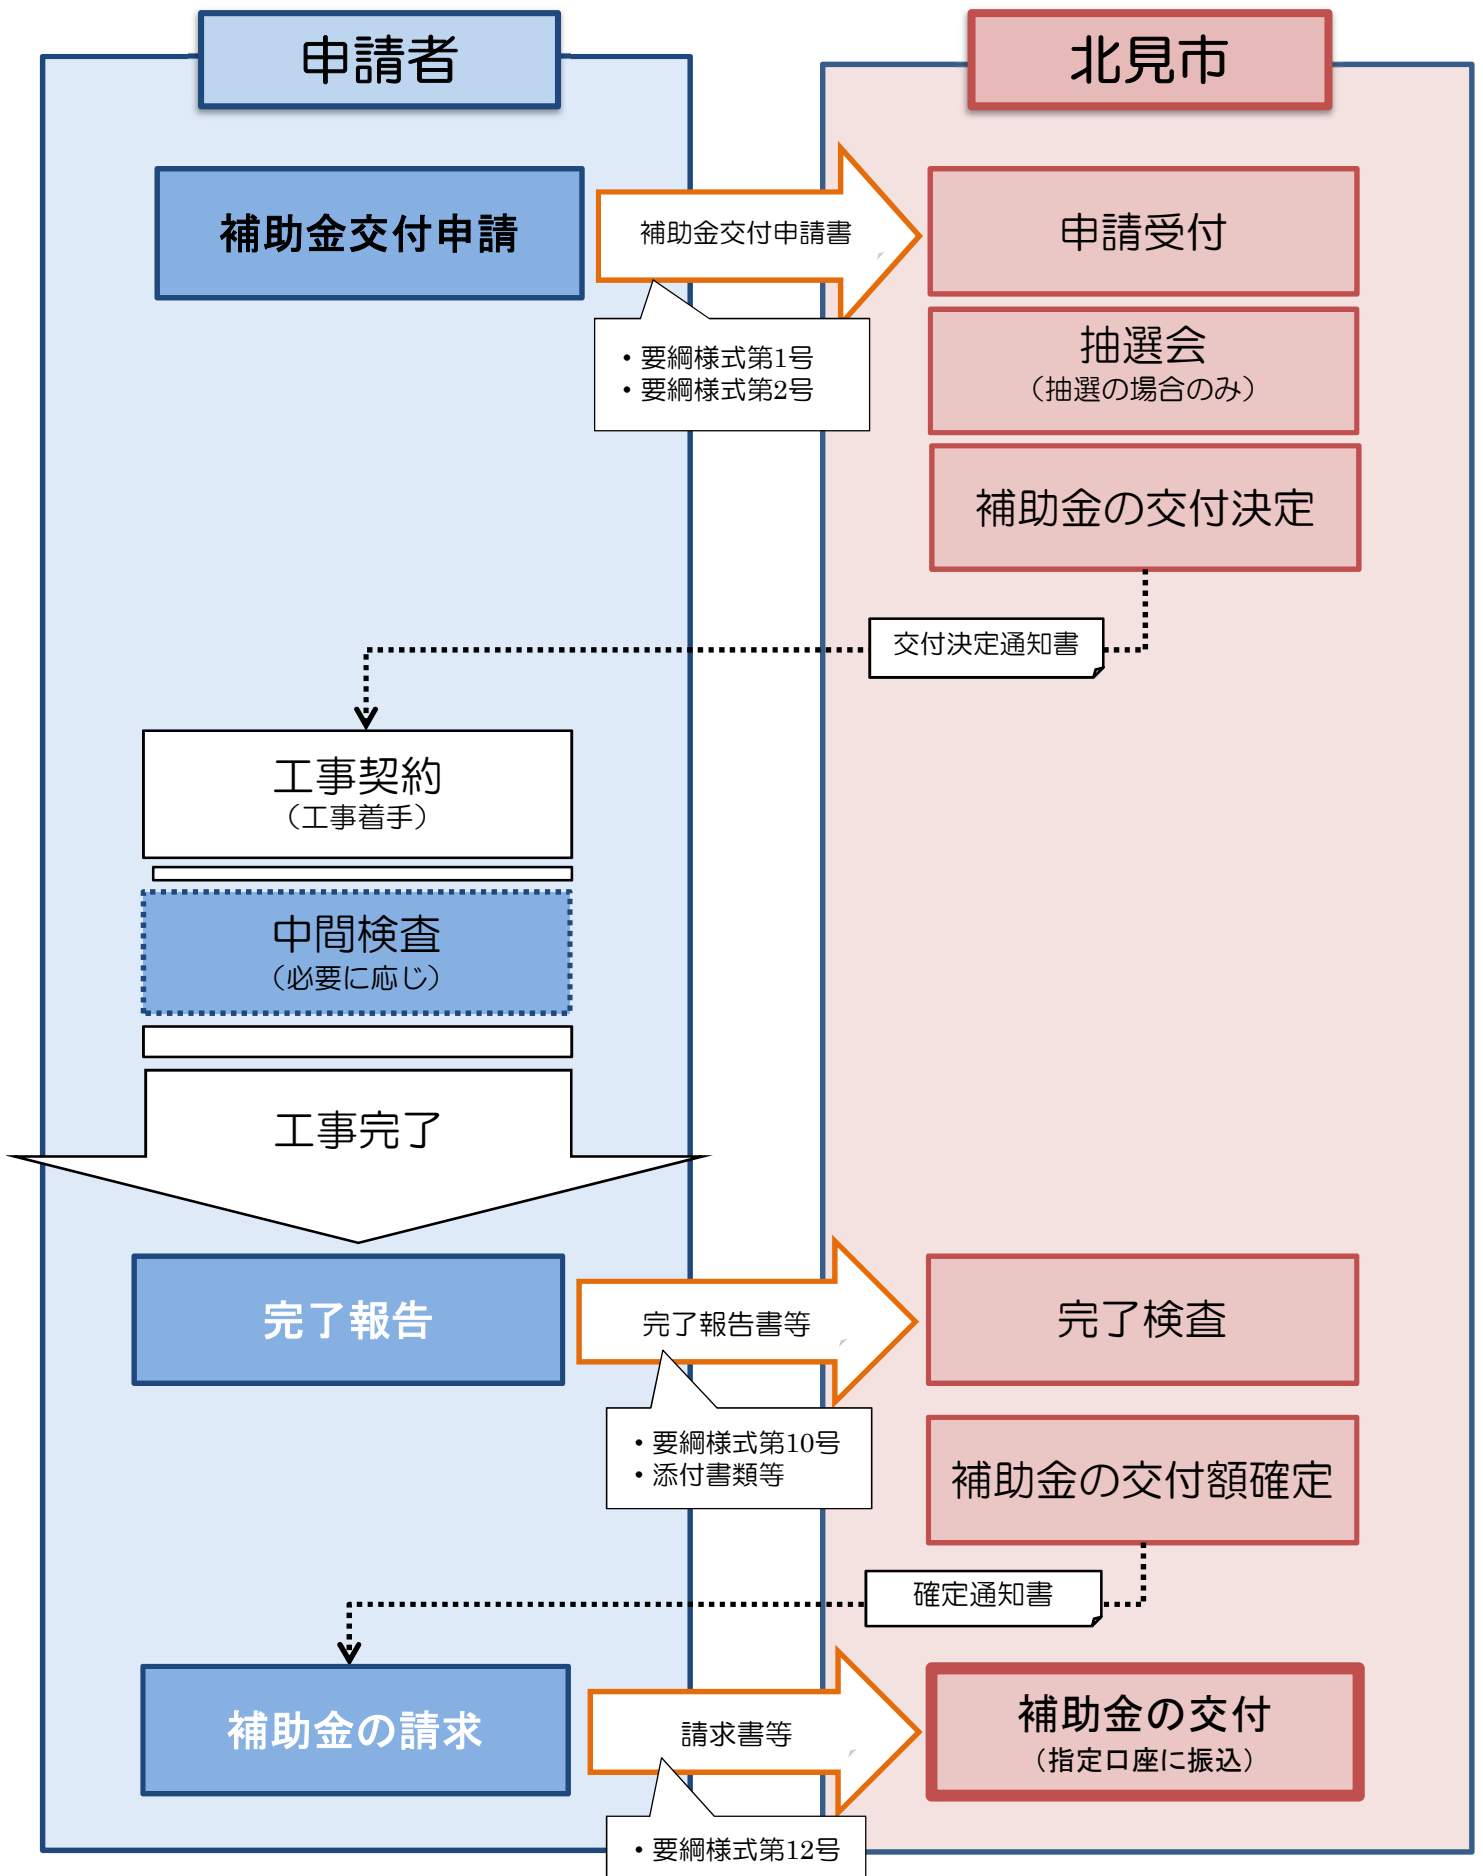 申請者
北見市
補助金交付申請
補助金交付申請書
申請受付
・要綱様式第1号
・要綱様式第2号
抽選会
（抽選の場合のみ）
補助金の交付決定
交付決定通知書
工事契約
（工事着手）
中間検査
（必要に応じ）
工事完了
完了報告
完了報告書等
完了検査
・要綱様式第10号
・添付書類等
補助金の交付額確定
確定通知書
補助金の請求
請求書等
補助金の交付
（指定口座に振込）
・要綱様式第12号